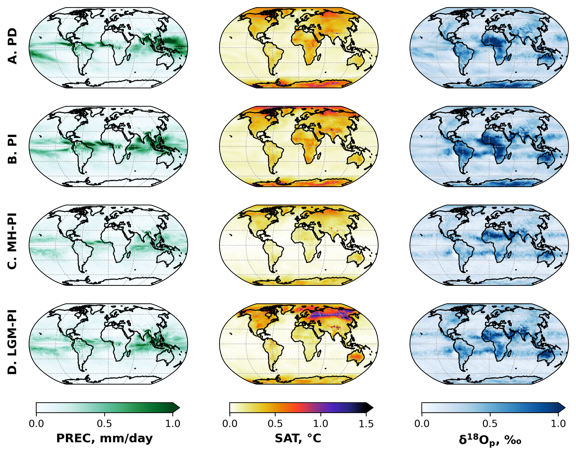 A. PD
B. PI
C. MH-PI
D. LGM-PI
0.0 0.5 1.0
PREC, mm/day
0.0 0.5 1.0 1.5
SAT, °C
0.0 0.5 1.0
δ¹⁸Oₚ, ‰